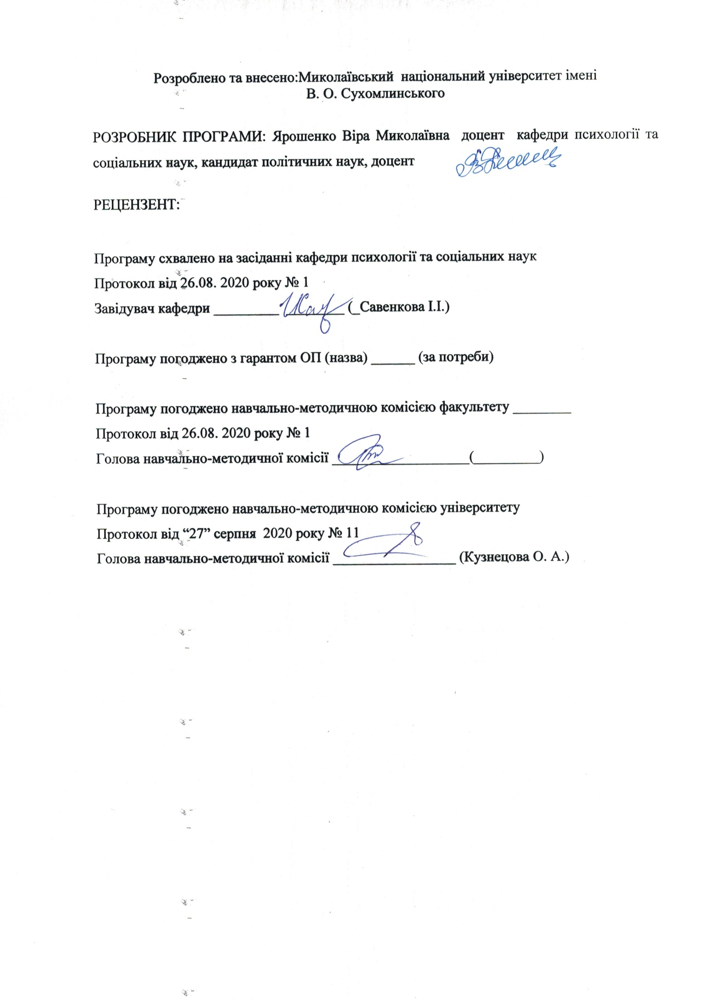 Розроблено та внесено:Миколаївський  національний університет імені
В. О. Сухомлинського
РОЗРОБНИК ПРОГРАМИ: Ярошенко Віра Миколаївна  доцент  кафедри психології та
соціальних наук, кандидат політичних наук, доцент
РЕЦЕНЗЕНТ:
Програму схвалено на засіданні кафедри психології та соціальних наук
Протокол від 26.08. 2020 року № 1
Завідувач кафедри _________ ________ (_Савенкова І.І.)
Програму погоджено з гарантом ОП (назва) ______ (за потреби)
Програму погоджено навчально-методичною комісією факультету ________
Протокол від 26.08. 2020 року № 1
Голова навчально-методичної комісії ___________________(_________)
Програму погоджено навчально-методичною комісією університету
Протокол від “27” серпня  2020 року № 11
Голова навчально-методичної комісії _________________ (Кузнецова О. А.)